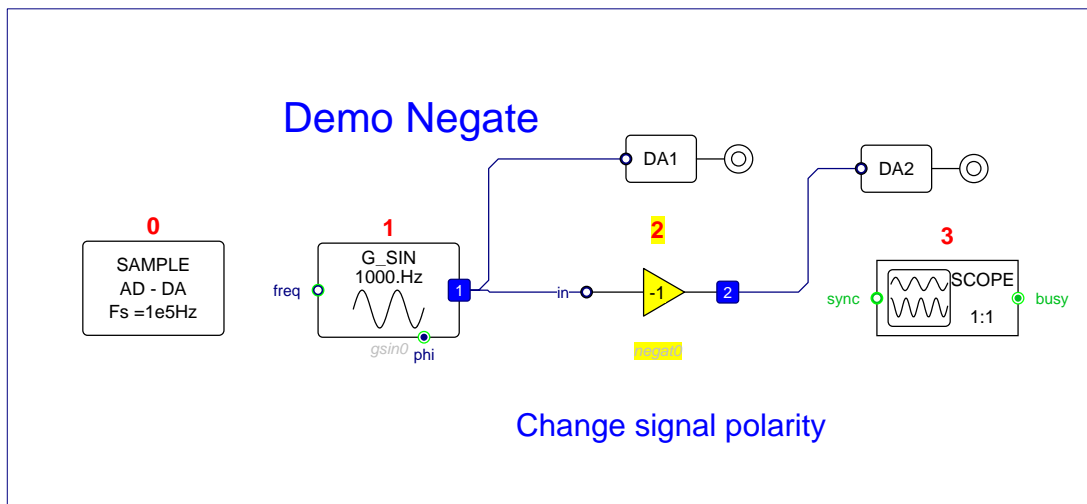 Demo Negate
DA1
DA2
0
1
2
3
SAMPLE
AD - DA
Fs =1e5Hz
G_SIN
1000.Hz
freq
1
phi
gsin0
in
-1
2
negat0
sync
SCOPE
1:1
busy
Change signal polarity